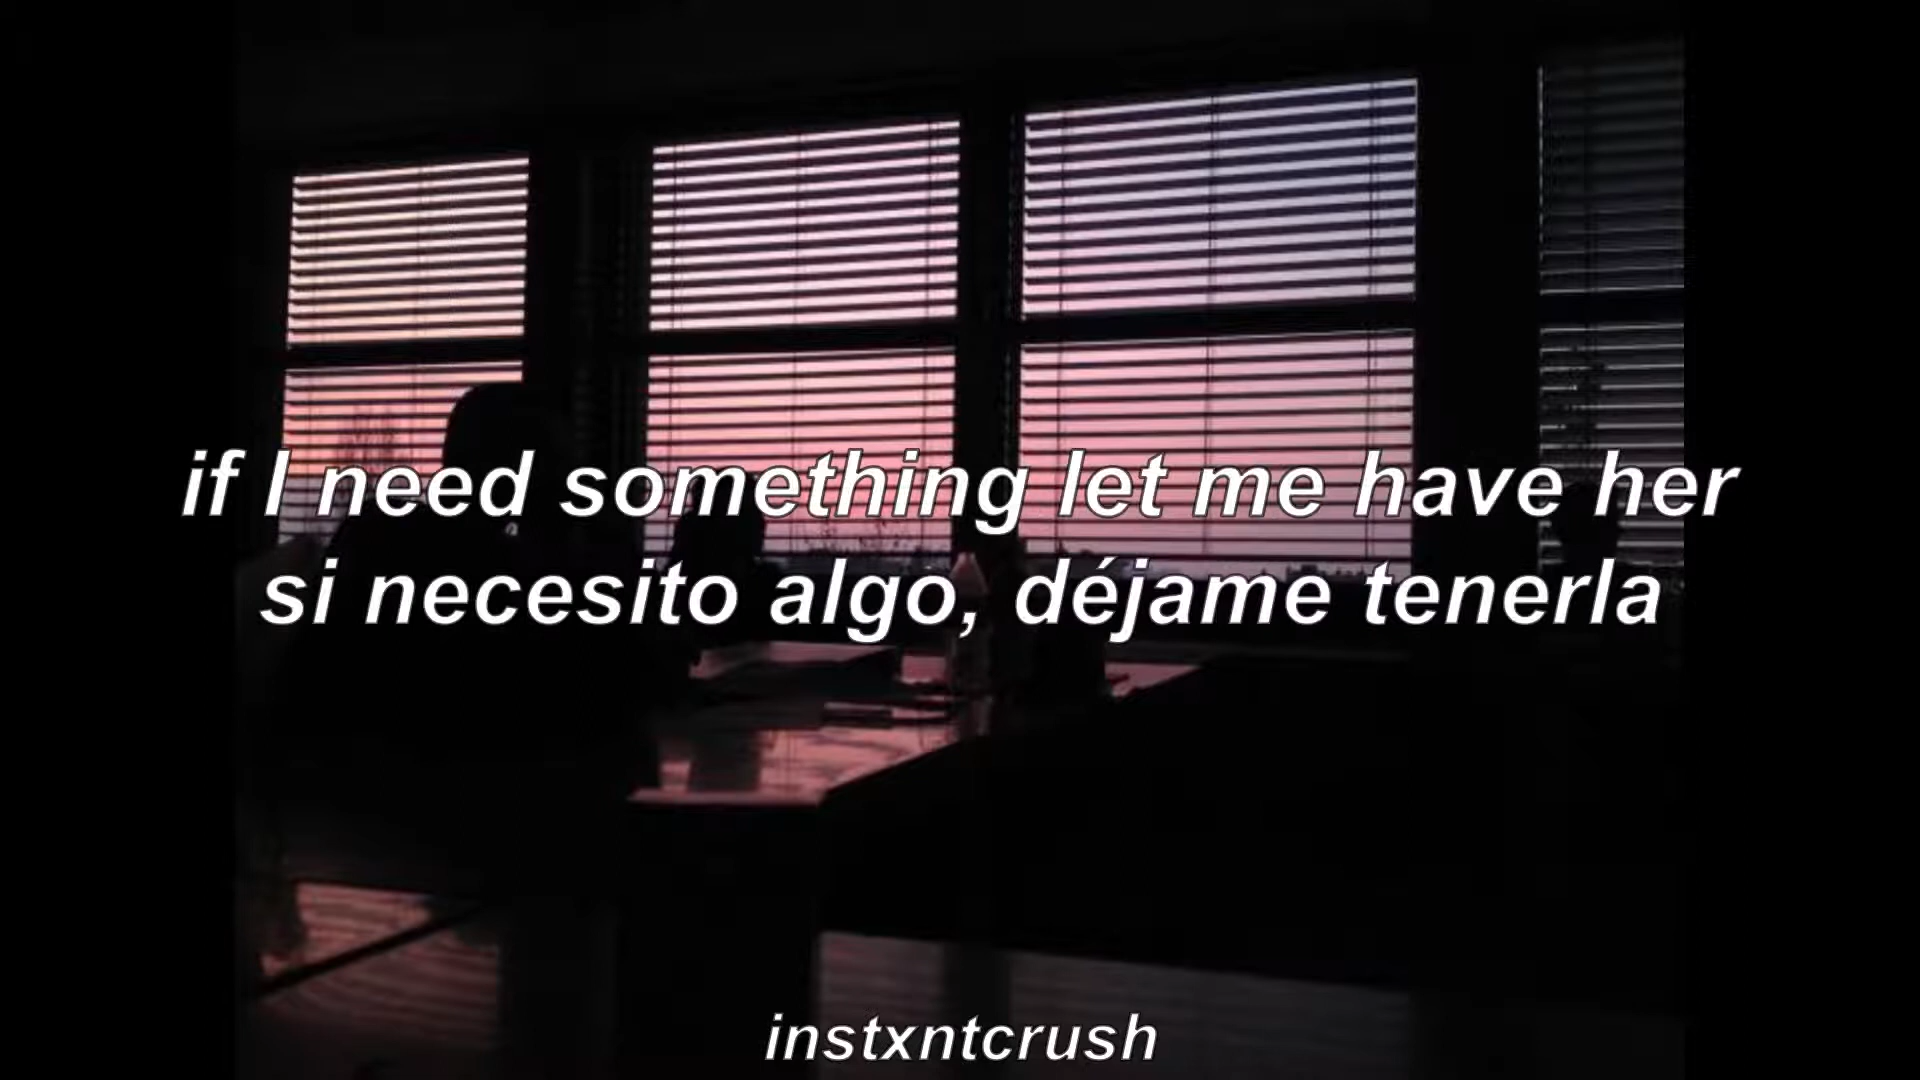 if I need something let me have her
si necesito algo, déjame tenerla
instxntcrush